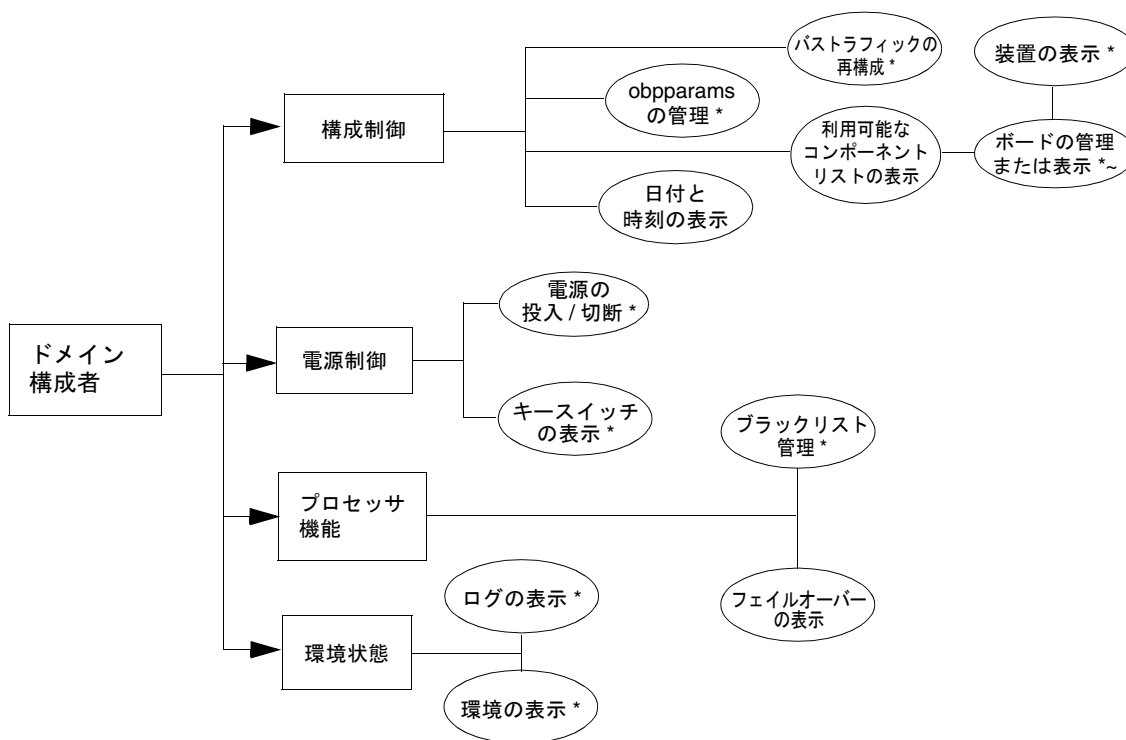 ドメイン
構成者
構成制御
バストラフィックの
再構成 *
obpparams
の管理 *
利用可能な
コンポーネント
リストの表示
装置の表示 *
ボードの管理
または表示 *~
日付と
時刻の表示
電源制御
電源の
投入 / 切断 *
キースイッチ
の表示 *
プロセッサ
機能
ブラックリスト
管理 *
フェイルオーバー
の表示
環境状態
ログの表示 *
環境の表示 *